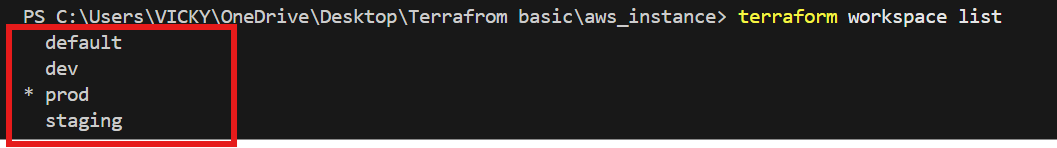 PS C:\Users\VICKY\OneDrive\Desktop\Terrafrom basic\aws_instance> terraform workspace list
default
dev
* prod
staging